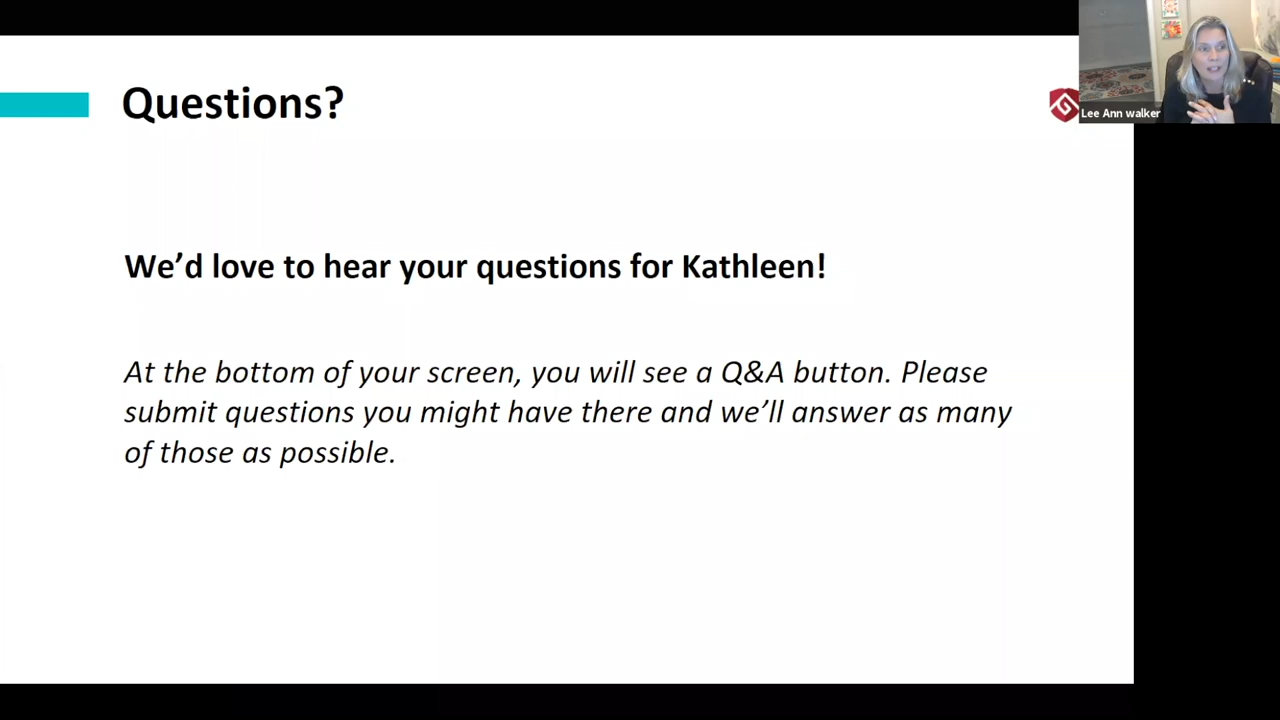 Questions?
Lee Ann walker
We’d love to hear your questions for Kathleen!
At the bottom of your screen, you will see a Q&A button. Please
submit questions you might have there and we’ll answer as many
of those as possible.